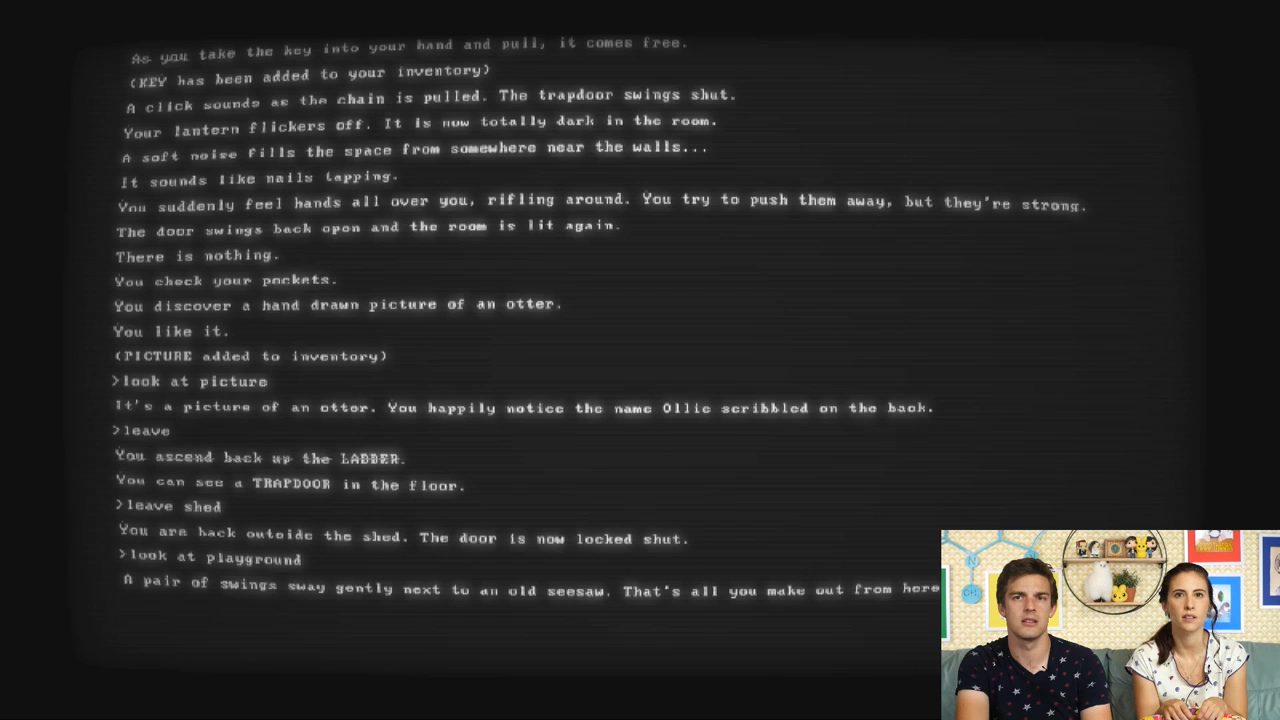 As you take the key into your hand and pull, it comes free.
(KEY has been added to your inventory)
A click sounds as the chain is pulled. The trapdoor swings shut.
Your lantern flickers off. It is now totally dark in the room.
A soft noise fills the space from somewhere near the walls...
It sounds like nails tapping.
You suddenly feel hands all over you, rifling around. You try to push them away, but they're strong.
The door swings back open and the room is lit again.
There is nothing.
You check your pockets.
You discover a hand drawn picture of an otter.
You like it.
(PICTURE added to inventory)
>look at picture
It's a picture of an otter. You happily notice the name Ollie scribbled on the back.
>leave
You ascend back up the LADDER.
You can see a TRAPDOOR in the floor.
>leave shed
You are back outside the shed. The door is now locked shut.
>look at playground
A pair of swings sway gently next to an old seesaw. That's all you make out from here